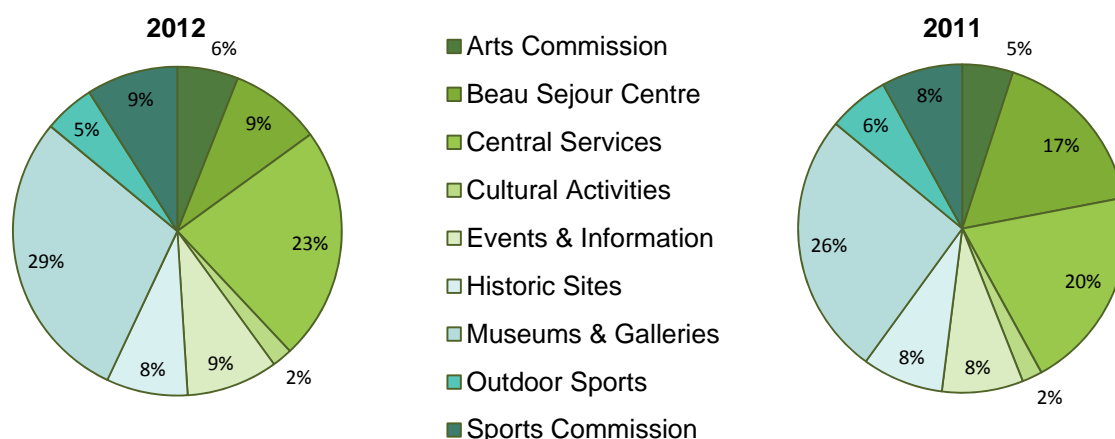 2012
6%
9%
23%
2%
9%
8%
29%
5%
9%
Arts Commission
Beau Sejour Centre
Central Services
Cultural Activities
Events & Information
Historic Sites
Museums & Galleries
Outdoor Sports
Sports Commission
2011
5%
17%
20%
2%
8%
8%
26%
6%
8%